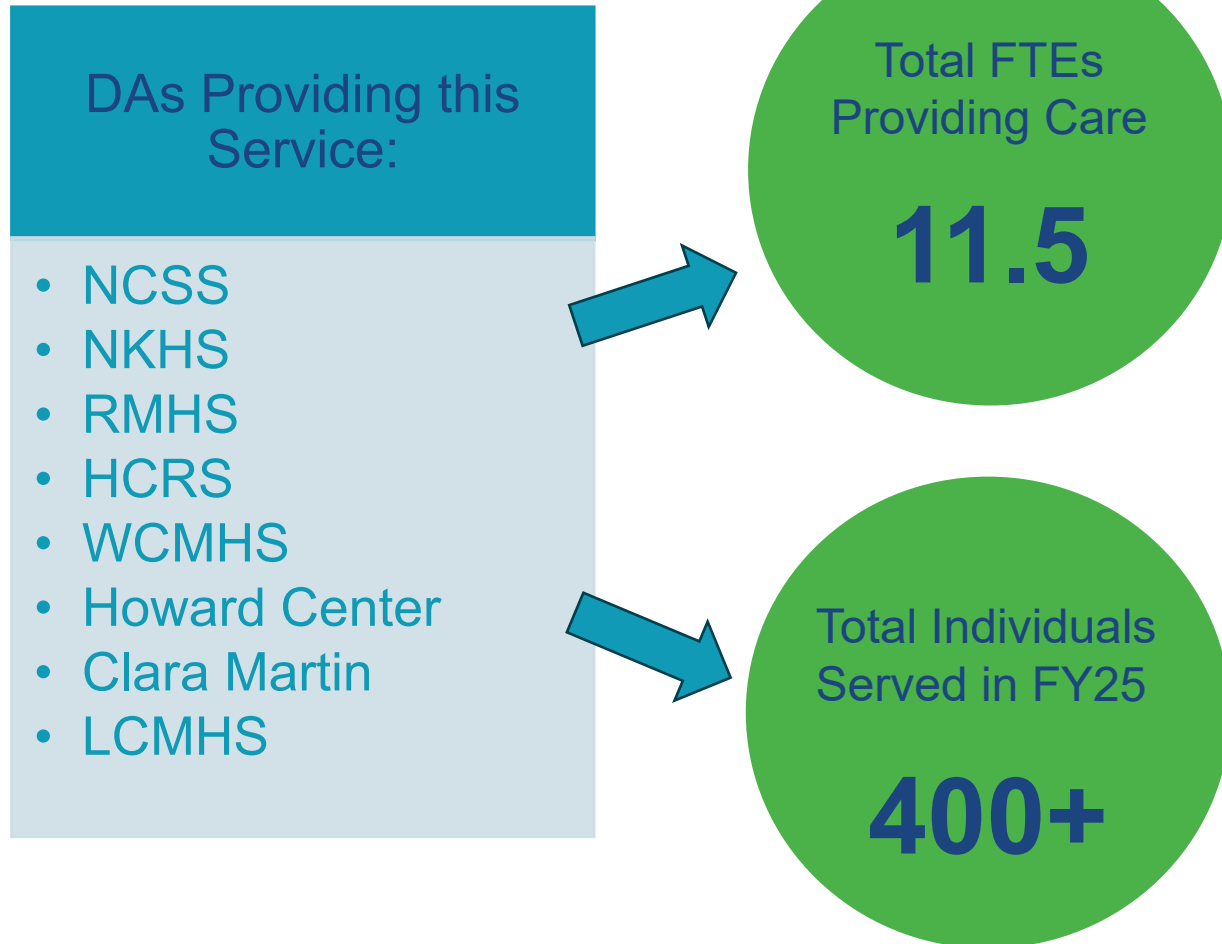 DAs Providing this
Service:
• NCSS
• NKHS
• RMHS
• HCRS
• WCMHS
• Howard Center
• Clara Martin
• LCMHS
Total FTEs
Providing Care
11.5
Total Individuals
Served in FY25
400+